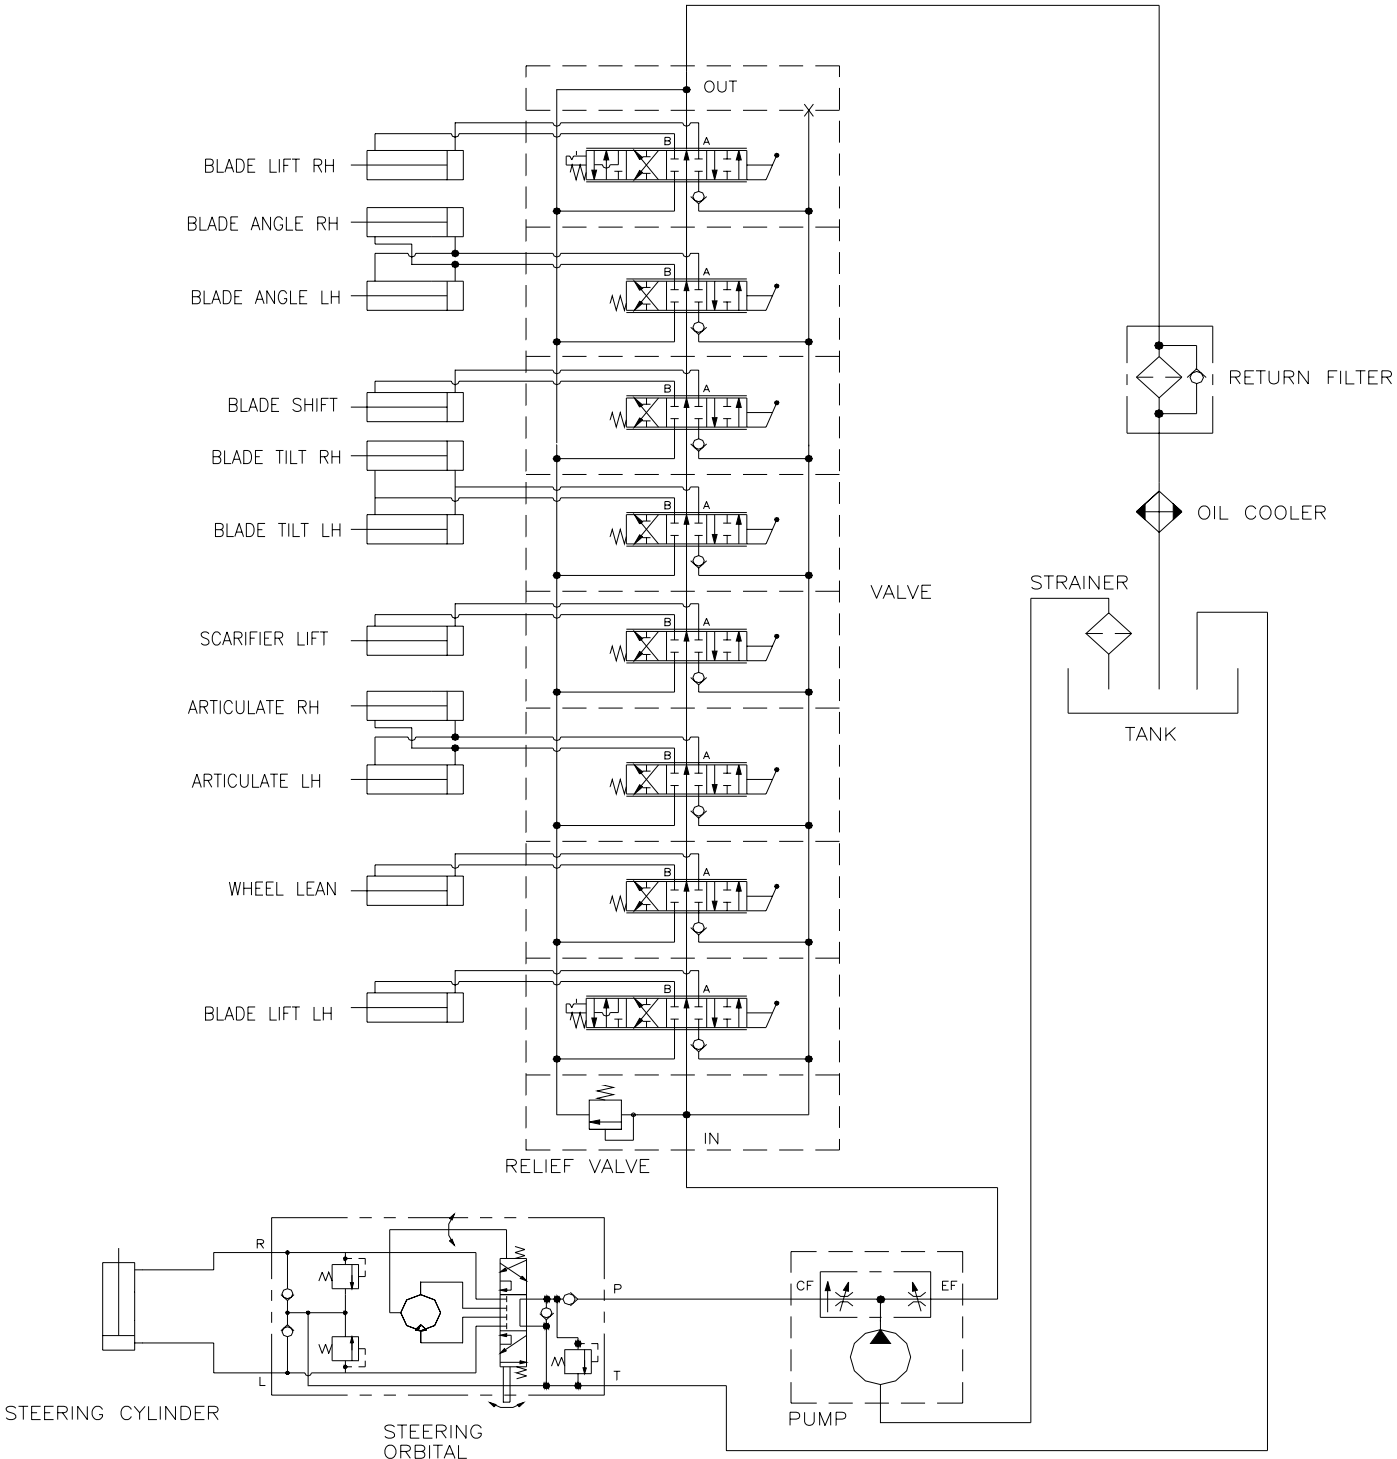 OUT
B A
BLADE LIFT RH
BLADE ANGLE RH
B A
BLADE ANGLE LH
RETURN FILTER
B A
BLADE SHIFT
BLADE TILT RH
B A
OIL COOLER
BLADE TILT LH
STRAINER
VALVE
B A
SCARIFIER LIFT
ARTICULATE RH
TANK
B A
ARTICULATE LH
B A
WHEEL LEAN
B A
BLADE LIFT LH
IN
RELIEF VALVE
R
P
CF EF
L
T
STEERING CYLINDER
PUMP
STEERING
ORBITAL